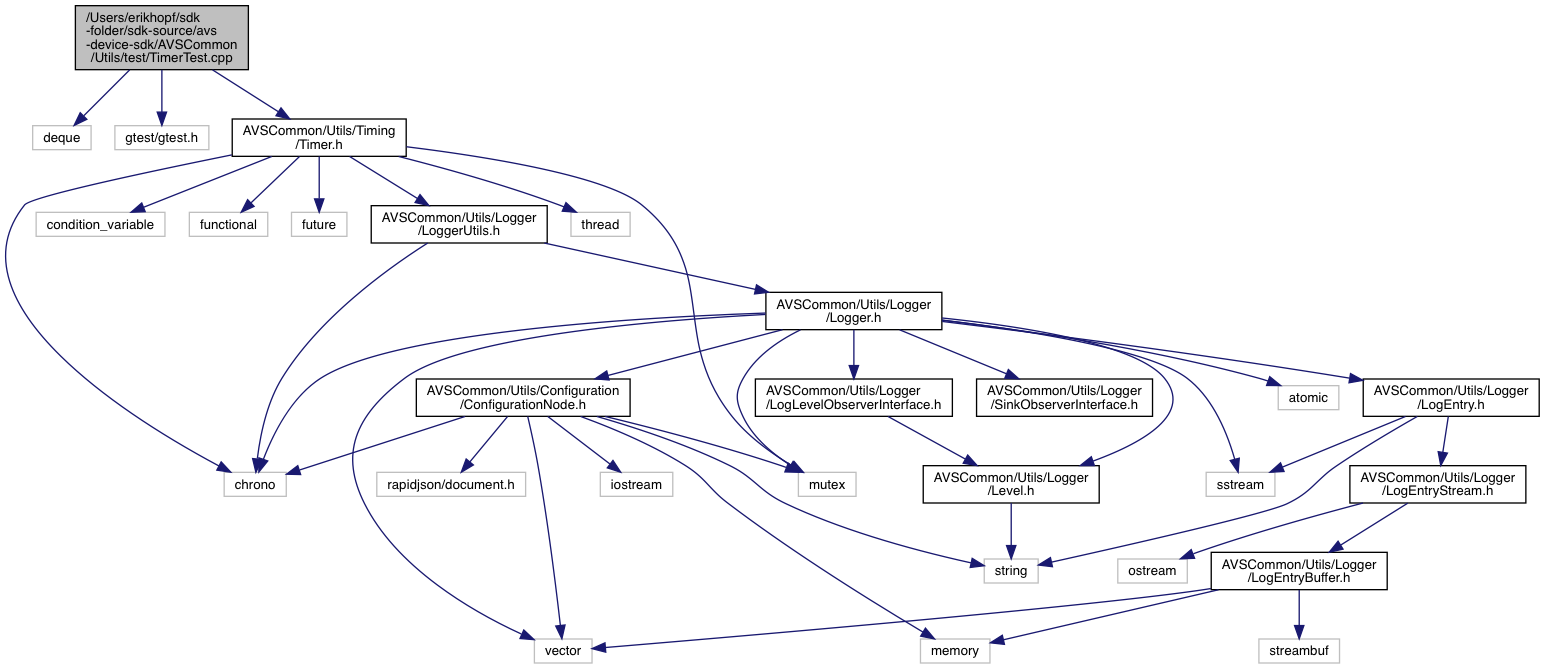 /Users/erikhopf/sdk
-folder/sdk-source/avs
-device-sdk/AVSCommon
/Utils/test/TimerTest.cpp
deque
gtest/gtest.h
AVSCommon/Utils/Timing
/Timer.h
condition_variable
functional
future
AVSCommon/Utils/Logger
/LoggerUtils.h
thread
AVSCommon/Utils/Logger
/Logger.h
AVSCommon/Utils/Configuration
/ConfigurationNode.h
AVSCommon/Utils/Logger
/LogLevelObserverInterface.h
AVSCommon/Utils/Logger
/SinkObserverInterface.h
atomic
AVSCommon/Utils/Logger
/LogEntry.h
chrono
rapidjson/document.h
iostream
mutex
AVSCommon/Utils/Logger
/Level.h
sstream
AVSCommon/Utils/Logger
/LogEntryStream.h
string
ostream
AVSCommon/Utils/Logger
/LogEntryBuffer.h
vector
memory
streambuf